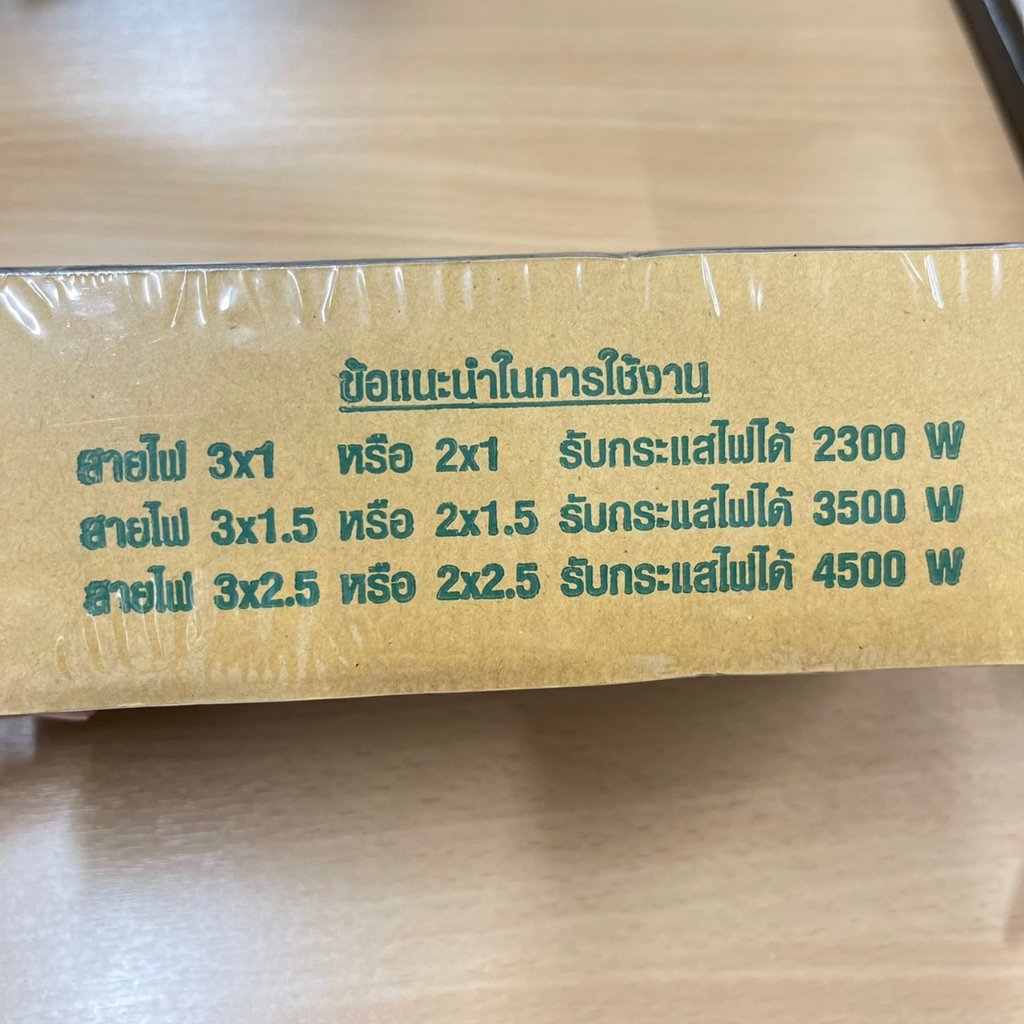 ข้อแนะนำในการใช้งาน
สายไฟ 3x1 หรือ 2x1 รับกระแสไฟได้ 2300 W
สายไฟ 3x1.5 หรือ 2x1.5 รับกระแสไฟได้ 3500 W
สายไฟ 3x2.5 หรือ 2x2.5 รับกระแสไฟได้ 4500 W